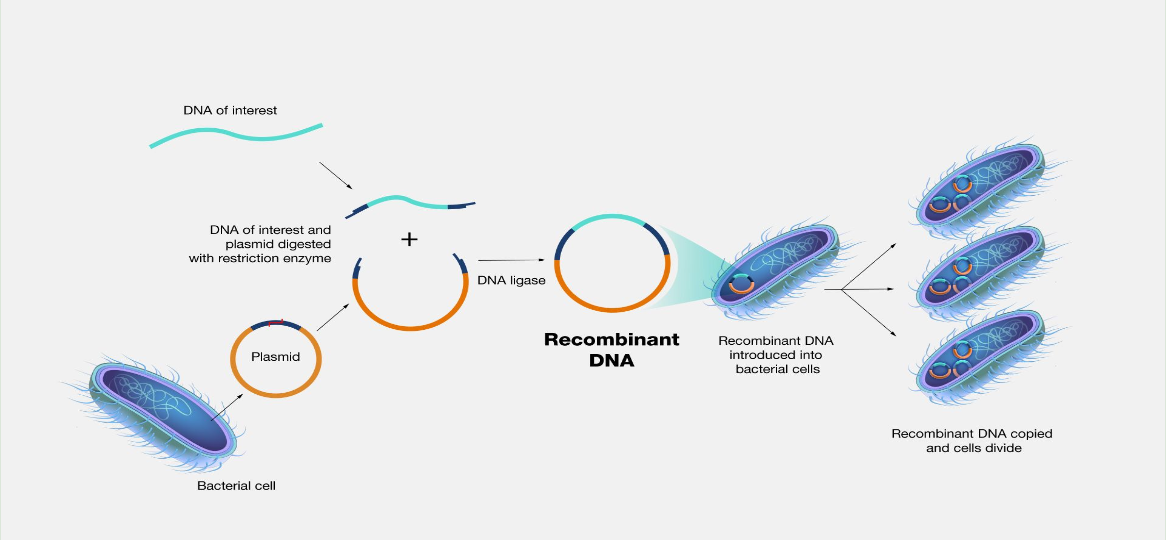 DNA of interest
DNA of interest and
plasmid digested
with restriction enzyme
+
Plasmid
Bacterial cell
DNA ligase
Recombinant
DNA
Recombinant DNA
introduced into
bacterial cells
Recombinant DNA copied
and cells divide